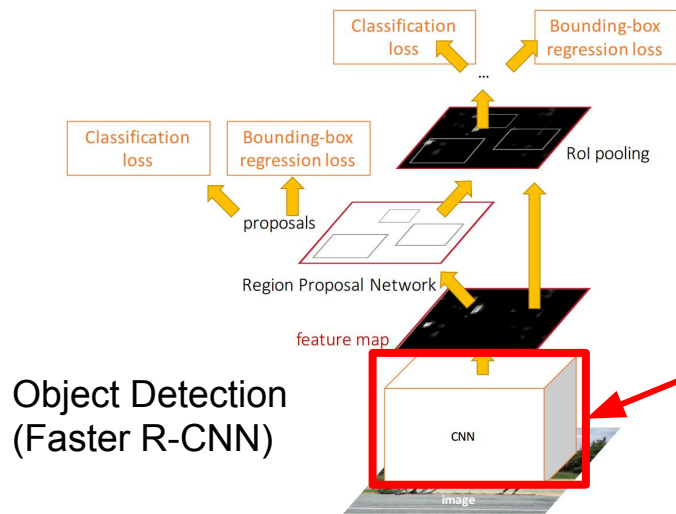 Classification
loss
Bounding-box
regression loss
...
RoI pooling
Classification
loss
Bounding-box
regression loss
proposals
Region Proposal Network
feature map
Object Detection
(Faster R-CNN)
CNN
image